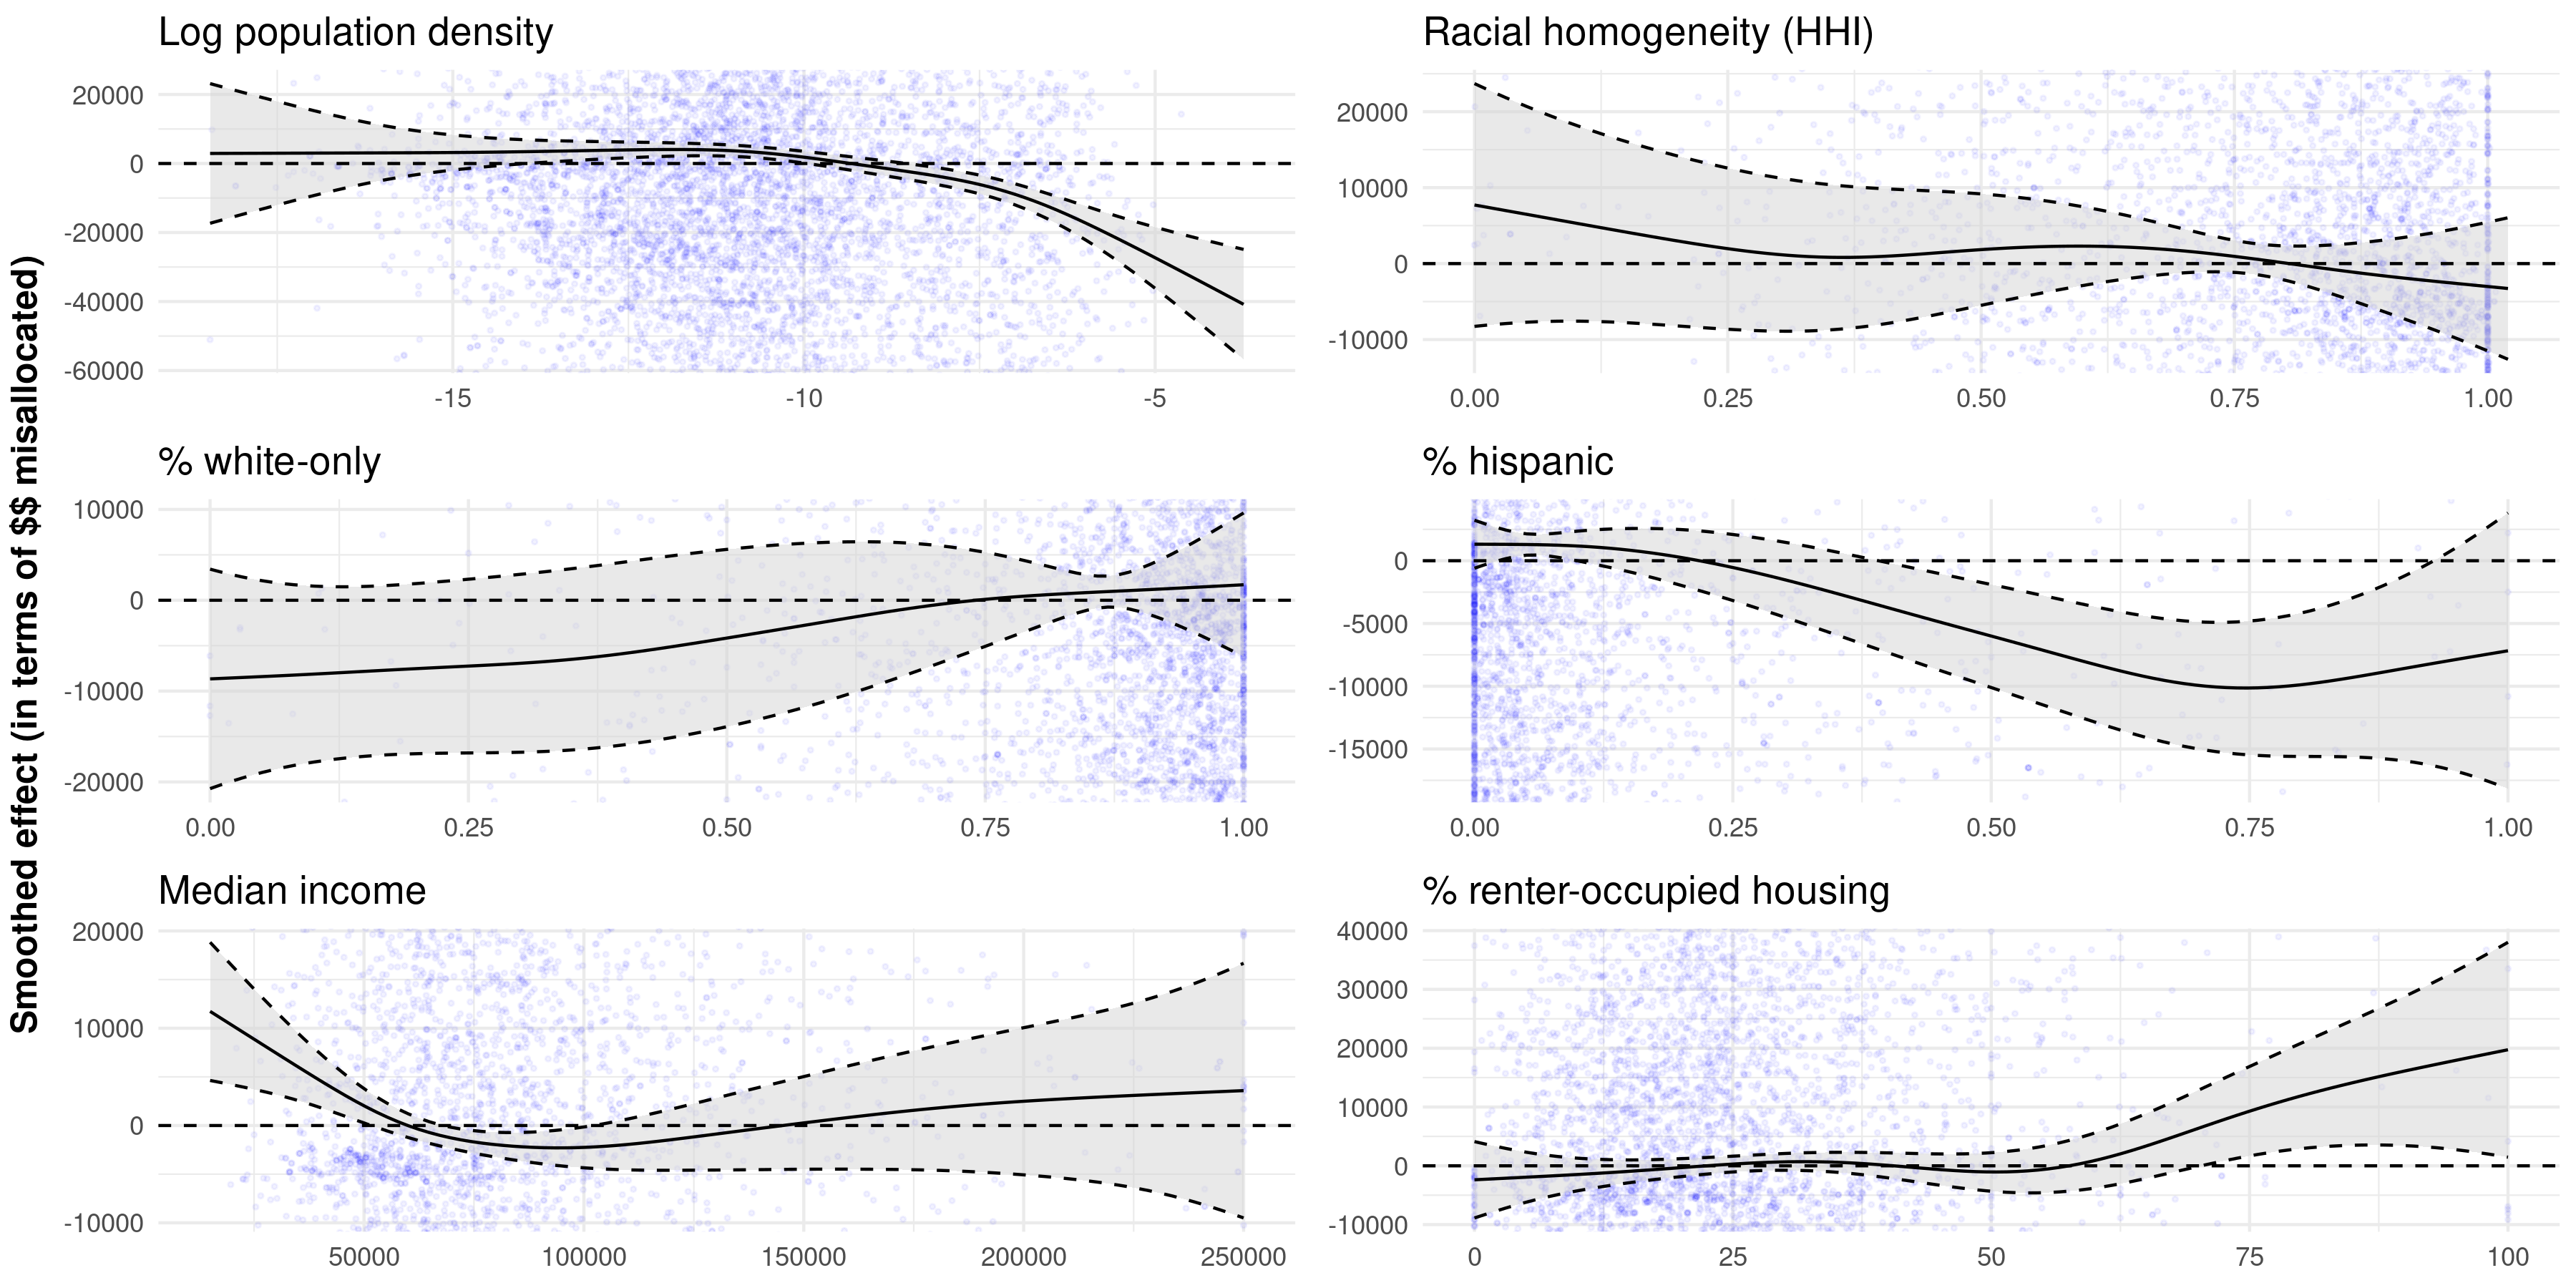 Smoothed effect (in terms of $$ misallocated)
Log population density
20000
0
-20000
-40000
-60000
-15 -10 -5
Racial homogeneity (HHI)
20000
10000
0
-10000
0.00 0.25 0.50 0.75 1.00
% white-only
10000
0
-10000
-20000
0.00 0.25 0.50 0.75 1.00
% hispanic
0
-5000
-10000
-15000
0.00 0.25 0.50 0.75 1.00
Median income
20000
10000
0
-10000
50000 100000 150000 200000 250000
% renter-occupied housing
40000
30000
20000
10000
0
-10000
0 25 50 75 100